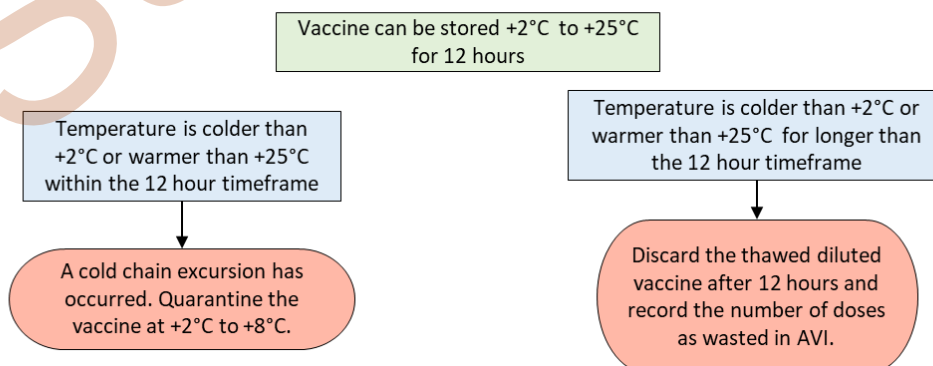 Vaccine can be stored +2°C to +25°C
for 12 hours
Temperature is colder than
+2°C or warmer than +25°C
within the 12 hour timeframe
Temperature is colder than +2°C or
warmer than +25°C for longer than
the 12 hour timeframe
A cold chain excursion has
occurred. Quarantine the
vaccine at +2°C to +8°C.
Discard the thawed diluted
vaccine after 12 hours and
record the number of doses
as wasted in AVI.